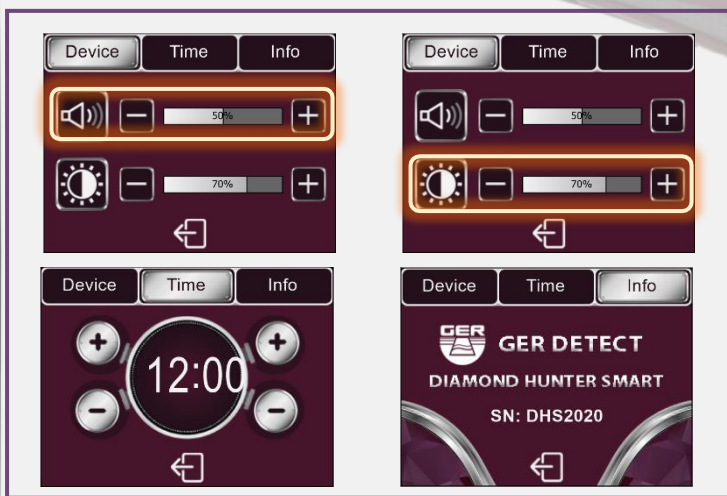 Device Time Info
50%
70%
Device Time Info
50%
70%
Device Time Info
12:00
Device Time Info
GER
GER DETECT
DIAMOND HUNTER SMART
SN: DHS2020